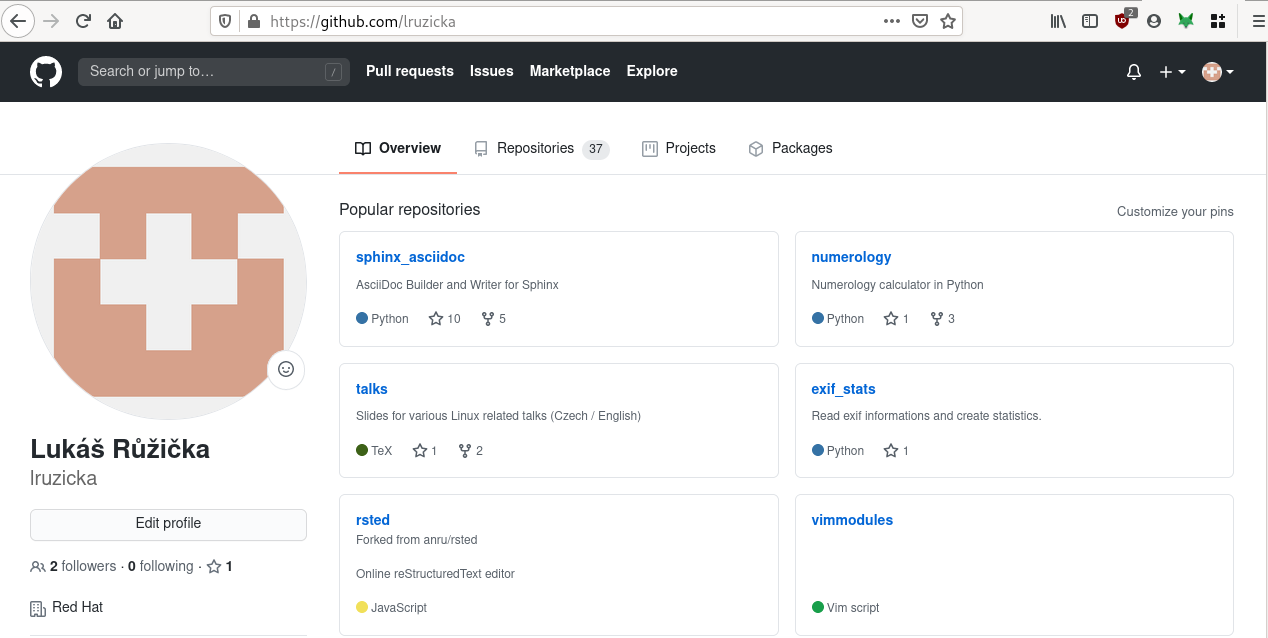 https://github.com/lruzicka
2
Search or jump to… /
Pull requests Issues Marketplace Explore
Overview Repositories 37 Projects Packages
Popular repositories
Customize your pins
sphinx_asciidoc
AsciiDoc Builder and Writer for Sphinx
Python 10 5
numerology
Numerology calculator in Python
Python 1 3
talks
Slides for various Linux related talks (Czech / English)
TeX 1 2
exif_stats
Read exif informations and create statistics.
Python 1
rsted
Forked from anru/rsted
Online reStructuredText editor
JavaScript
vimmodules
Vim script
Lukáš Růžička
lruzicka
Edit profile
2 followers · 0 following · 1
Red Hat